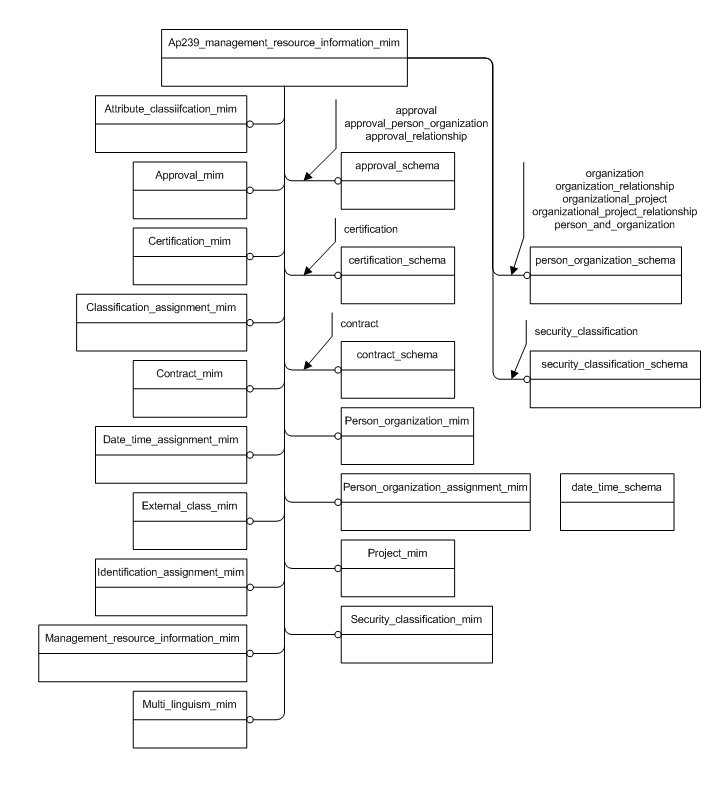 Ap239_management_resource_information_mim
Attribute_classiifcation_mim
Approval_mim
Certification_mim
Classification_assignment_mim
Contract_mim
Date_time_assignment_mim
External_class_mim
Identification_assignment_mim
Management_resource_information_mim
Multi_linguism_mim
approval
approval_person_organization
approval_relationship
approval_schema
certification
certification_schema
contract
contract_schema
Person_organization_mim
Person_organization_assignment_mim
Project_mim
Security_classification_mim
organization
organization_relationship
organizational_project
organizational_project_relationship
person_and_organization
person_organization_schema
security_classification
security_classification_schema
date_time_schema